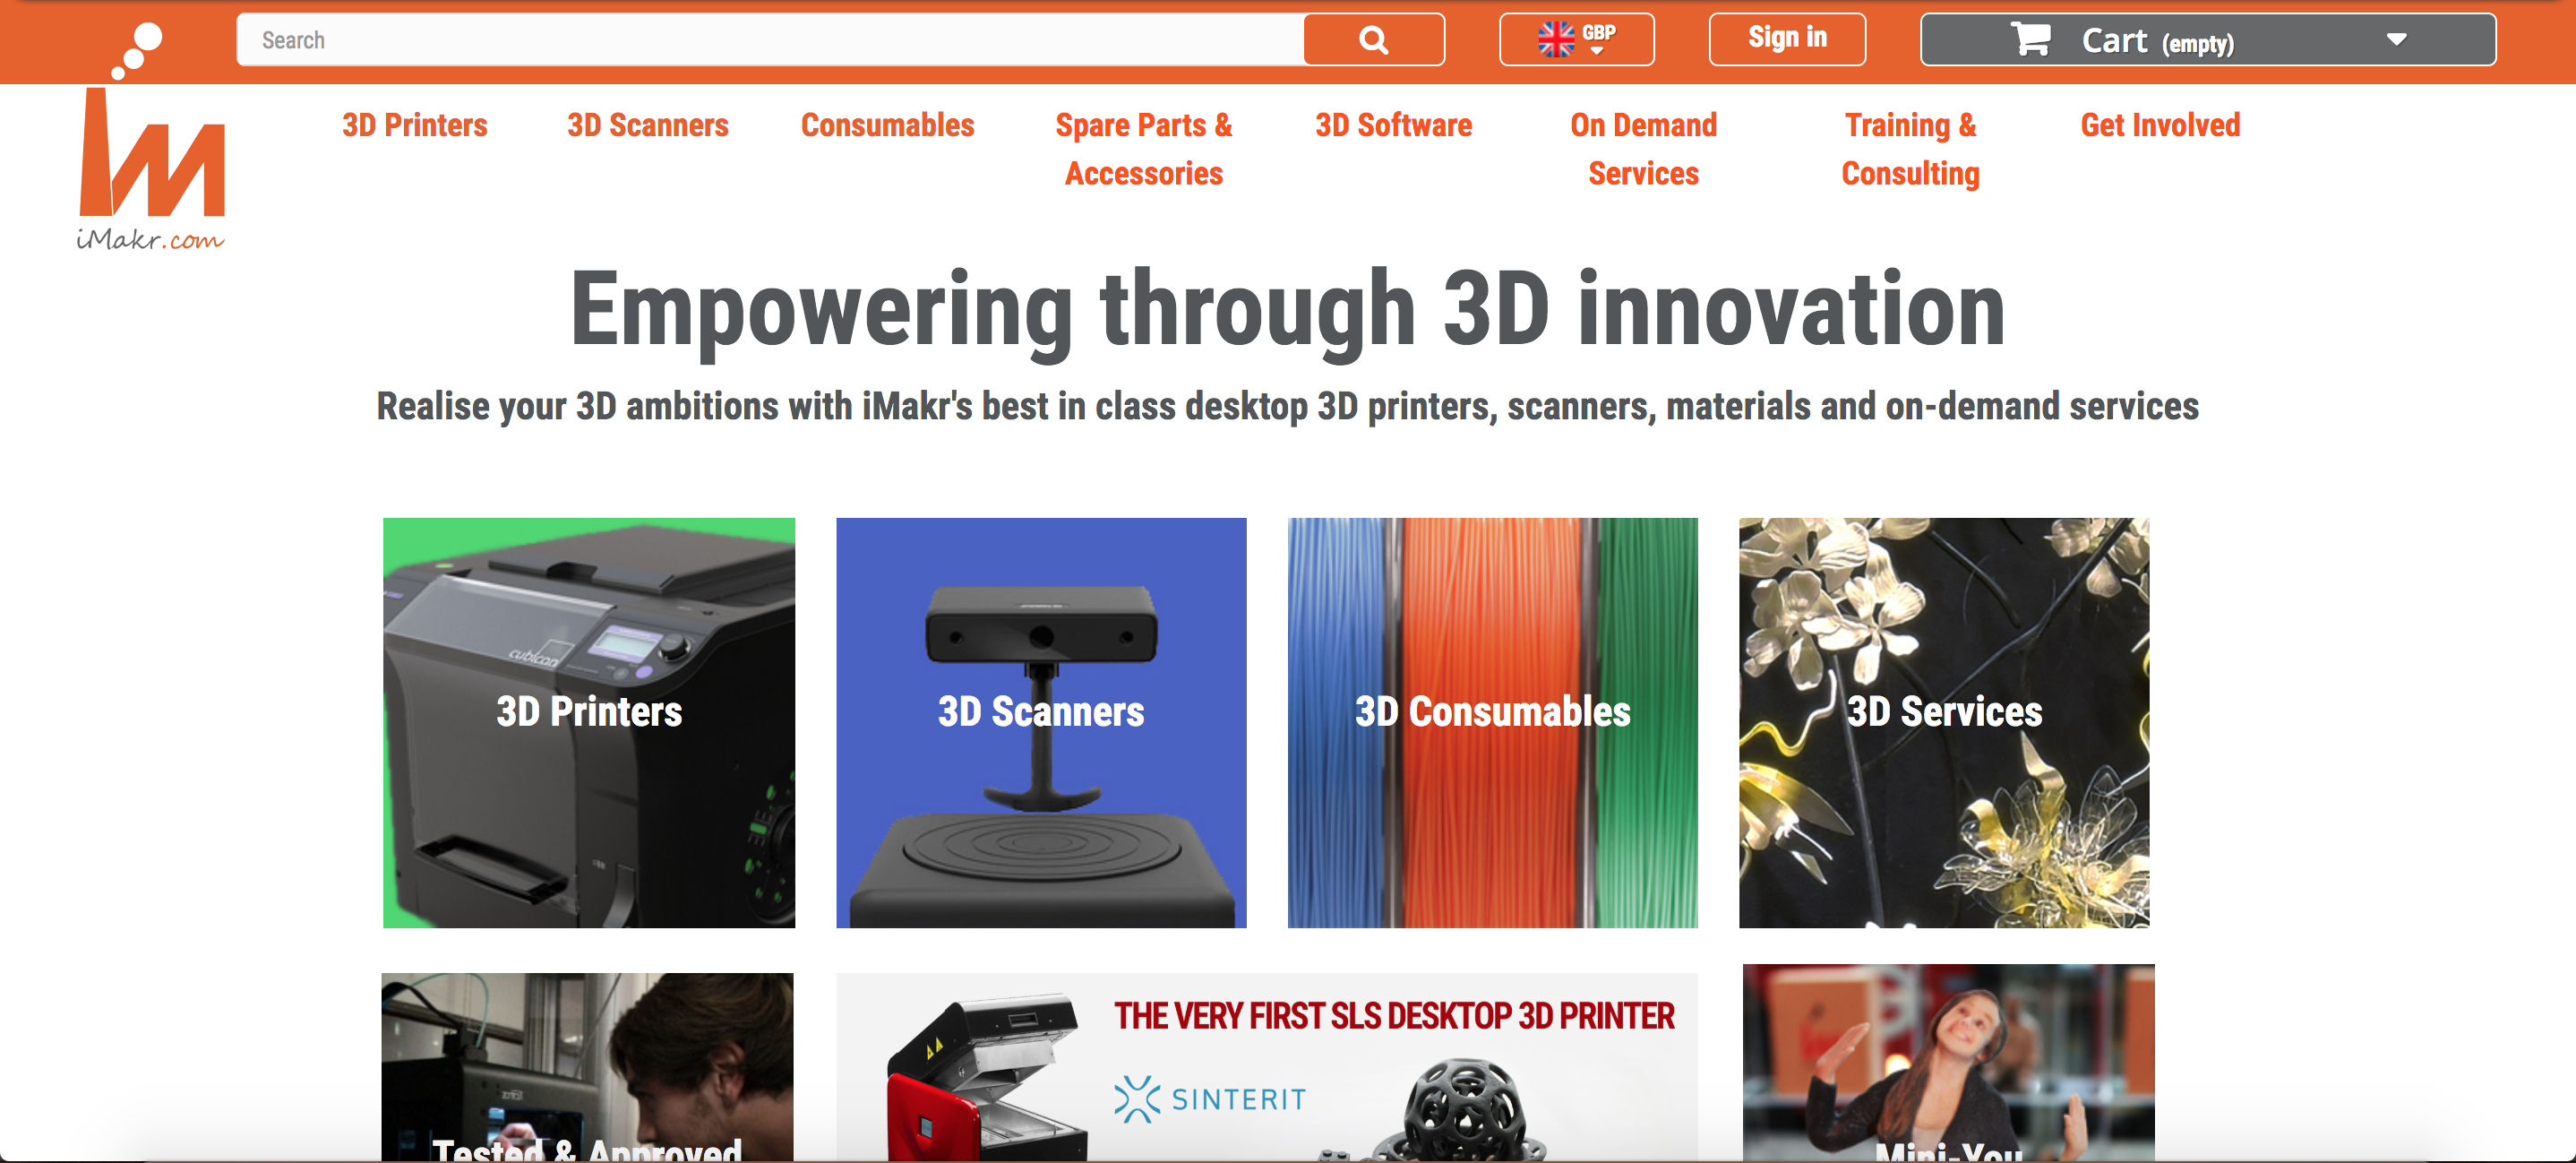 Search
GBP
Sign in
Cart (empty)
iMakr.com
3D Printers
3D Scanners
Consumables
Spare Parts &
Accessories
3D Software
On Demand
Services
Training &
Consulting
Get Involved
Empowering through 3D innovation
Realise your 3D ambitions with iMakr's best in class desktop 3D printers, scanners, materials and on-demand services
cubicon
3D Printers
3D Scanners
3D Consumables
3D Services
Tested & Approved
THE VERY FIRST SLS DESKTOP 3D PRINTER
SINTERIT
Mini-You